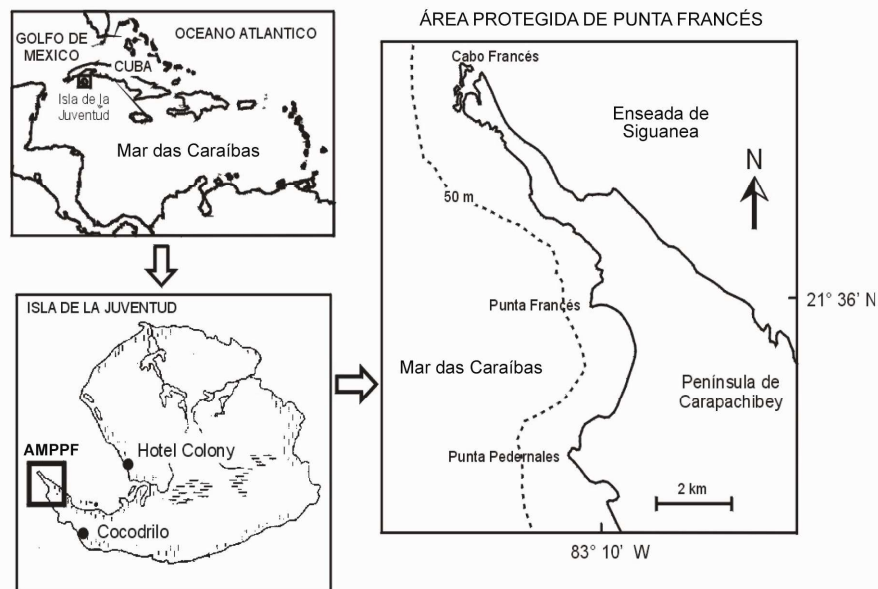 GOLFO DE
MEXICO
OCEANO ATLANTICO
CUBA
Isla de la
Juventud
Mar das Caraíbas
ISLA DE LA JUVENTUD
AMPPF
Hotel Colony
Cocodrilo
ÁREA PROTEGIDA DE PUNTA FRANCÉS
Cabo Francés
Enseada de
Siguanea
N
50 m
Punta Francés
21° 36' N
Mar das Caraíbas
Península de
Carapachibey
Punta Pedernales
2 km
83° 10' W